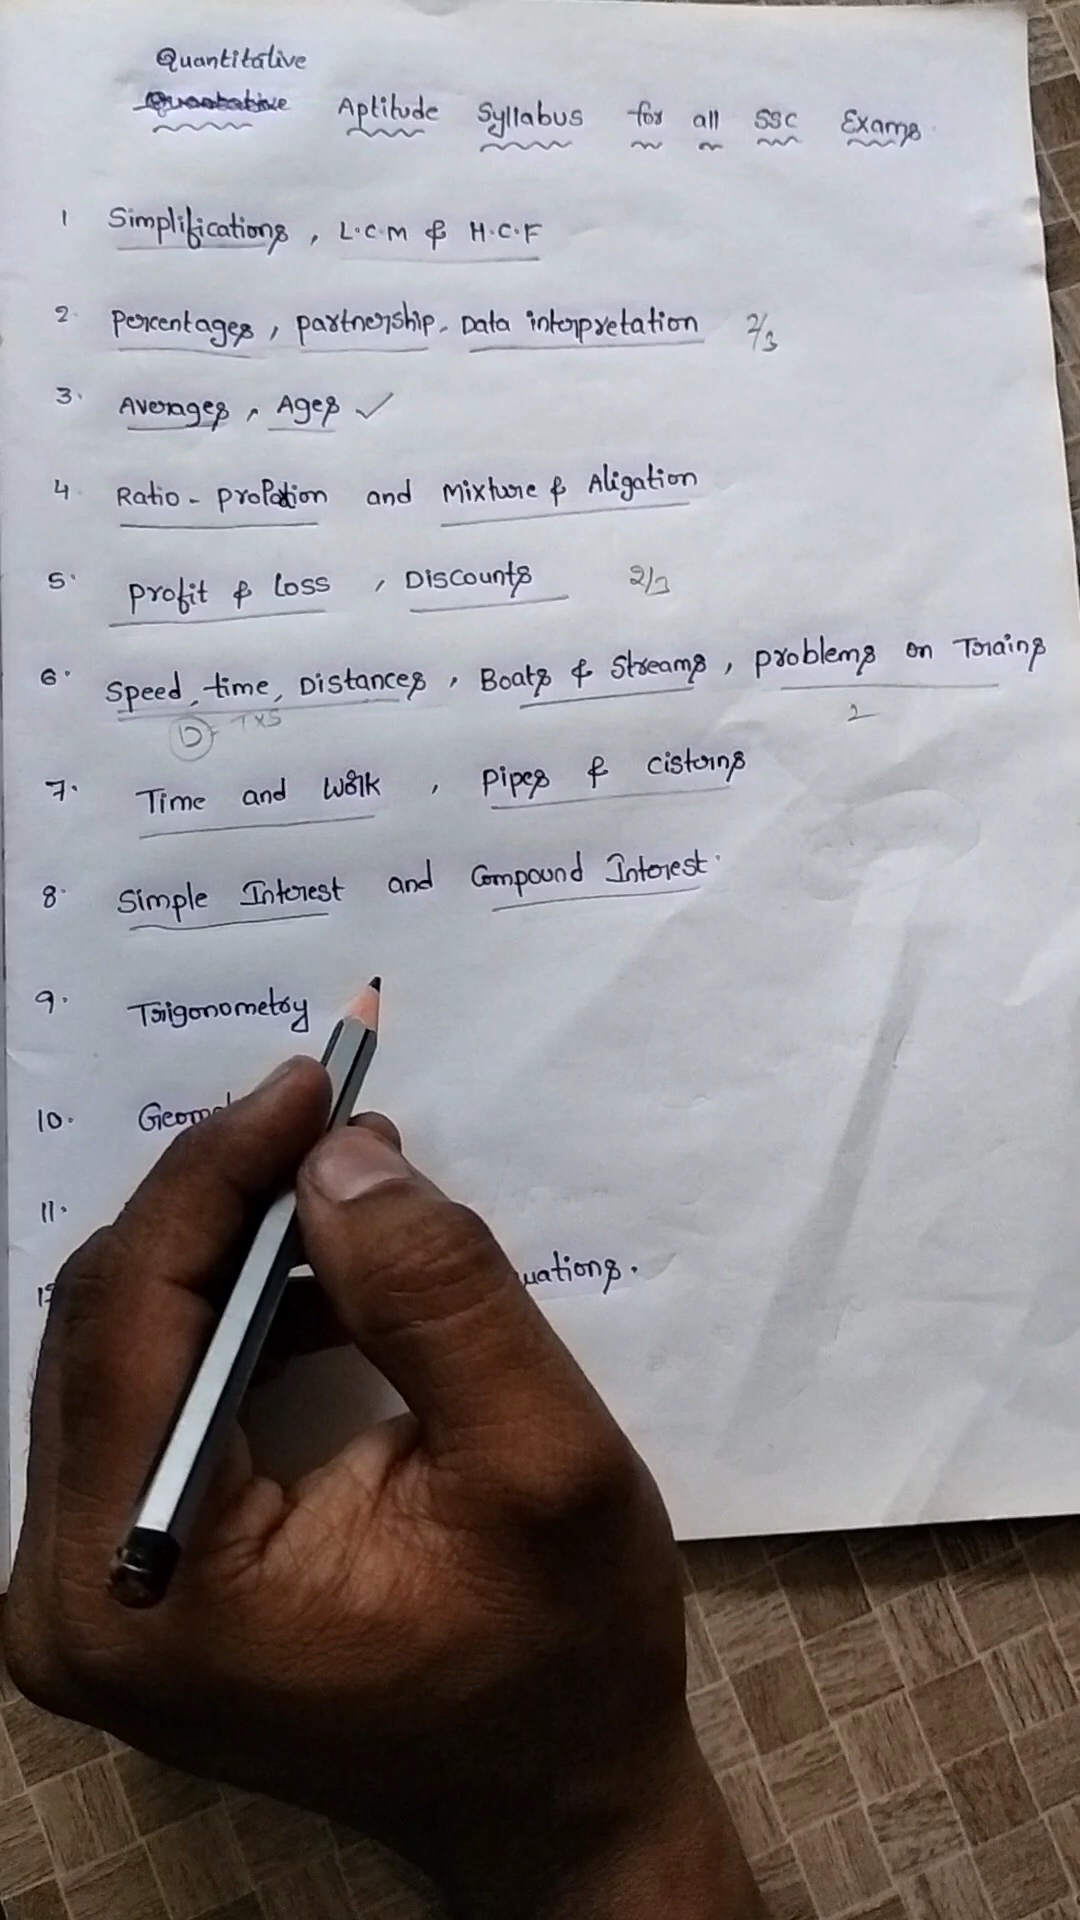 Quantitative
Aptitude Syllabus for all SSC Exams
1 Simplifications, L.C.M & H.C.F
2. Percentages, partnership, Data interpretation 2/3
3. Averages, Ages ✓
4. Ratio - propotion and Mixture & Aligation
5. Profit & Loss, Discounts 2/3
6. Speed, time, Distances, Boats & Streams, problems on Trains
D = T×S 2
7. Time and Work, Pipes & cisterns
8. Simple Interest and Compound Interest.
9. Trigonometry
10.
11.